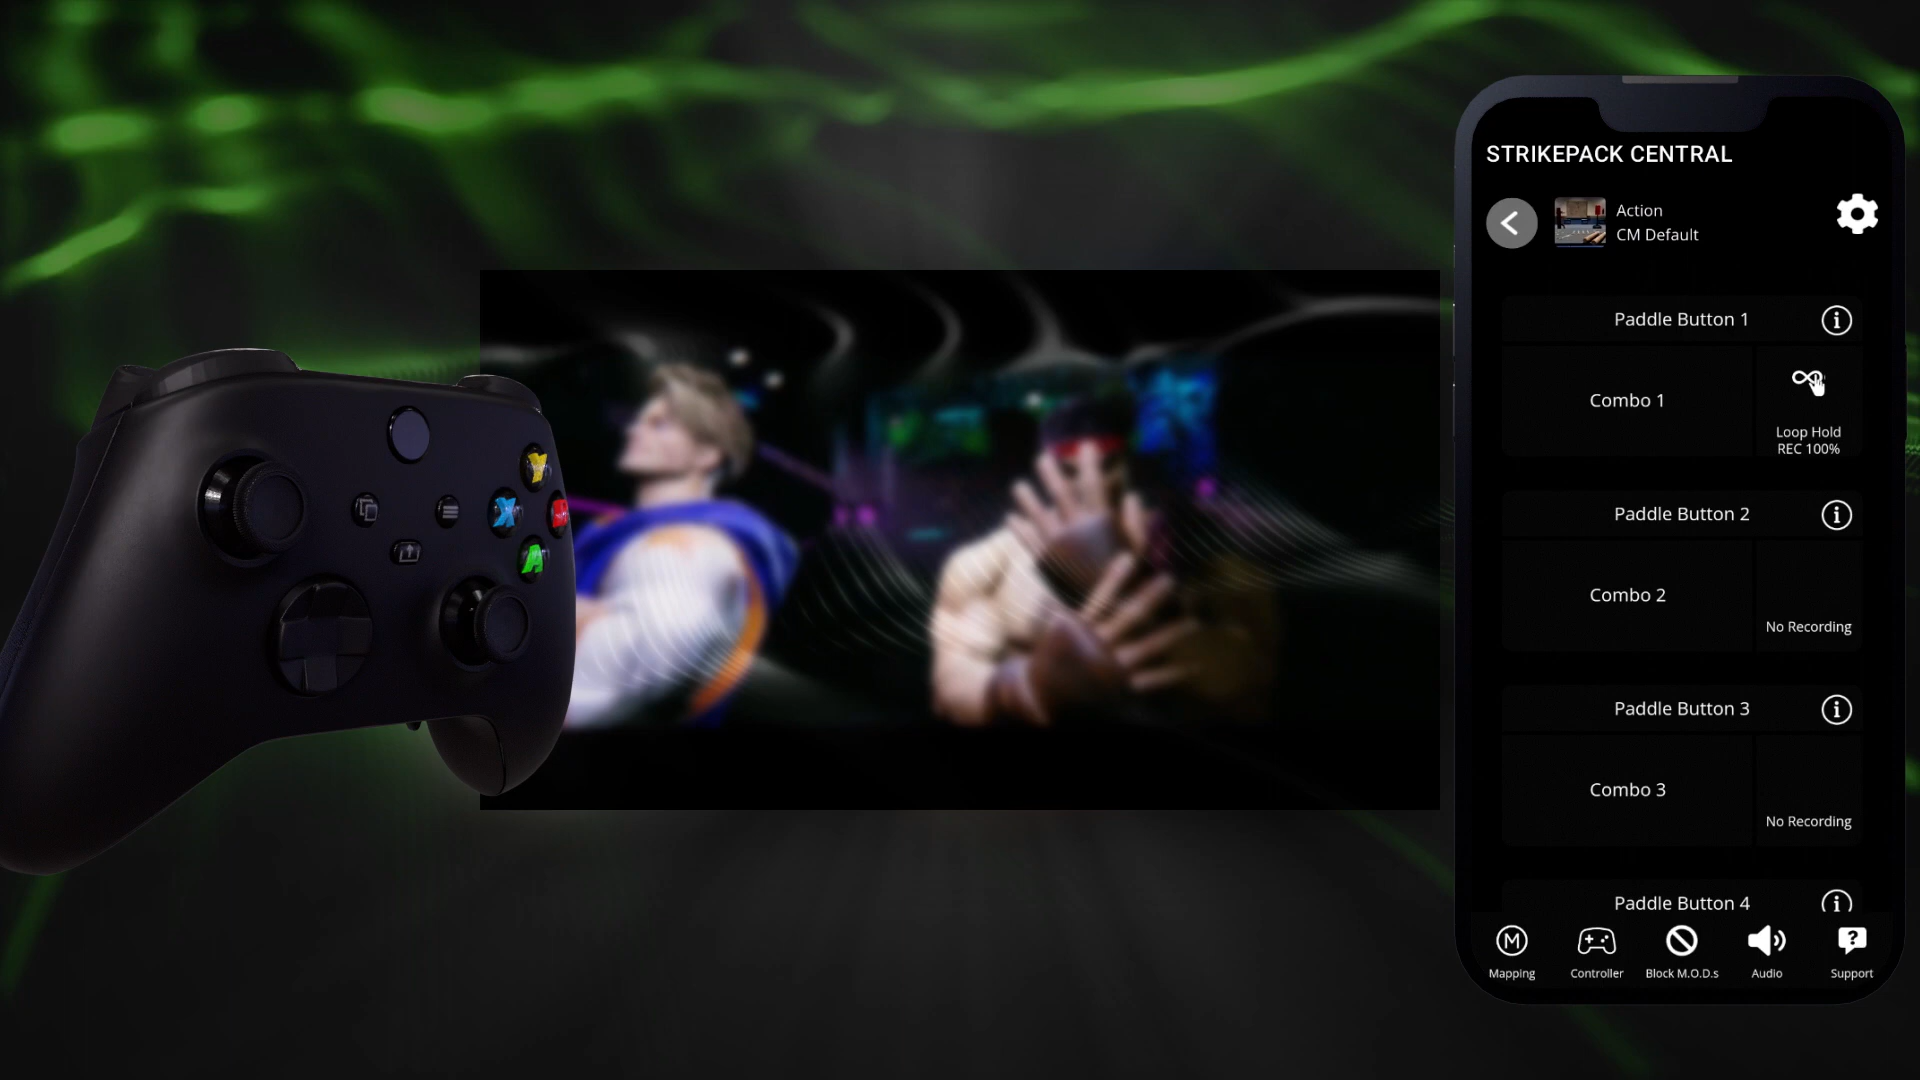 STRIKEPACK CENTRAL
Action
CM Default
Paddle Button 1
Combo 1
Loop Hold
REC 100%
Paddle Button 2
Combo 2
No Recording
Paddle Button 3
Combo 3
No Recording
Paddle Button 4
M
Mapping
Controller
Block M.O.D.s
Audio
?
Support
Y
X
A